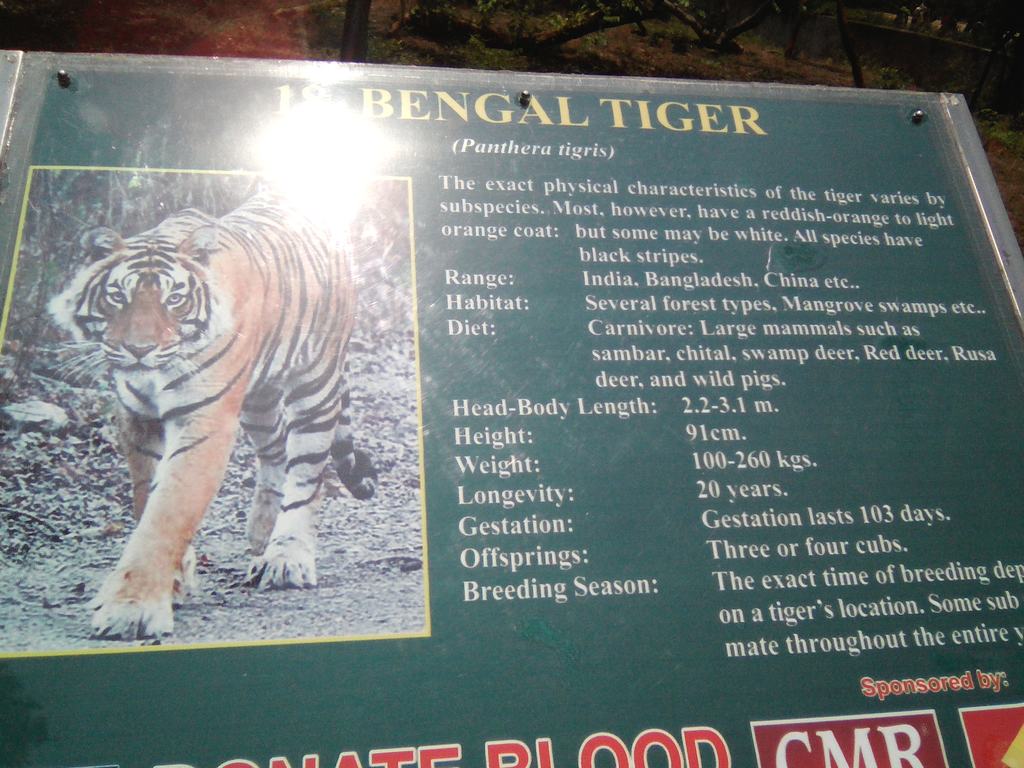 BENGAL TIGER
(Panthera tigris)
The exact physical characteristics of the tiger varies by
subspecies. Most, however, have a reddish-orange to light
orange coat: but some may be white. All species have
black stripes.
Range: India, Bangladesh, China etc..
Habitat: Several forest types, Mangrove swamps etc..
Diet: Carnivore: Large mammals such as
sambar, chital, swamp deer, Red deer, Rusa
deer, and wild pigs.
Head-Body Length: 2.2-3.1 m.
Height: 91cm.
Weight: 100-260 kgs.
Longevity: 20 years.
Gestation: Gestation lasts 103 days.
Offsprings: Three or four cubs.
Breeding Season: The exact time of breeding dep
on a tiger's location. Some sub
mate throughout the entire y
Sponsored by:
DONATE BLOOD
CMR